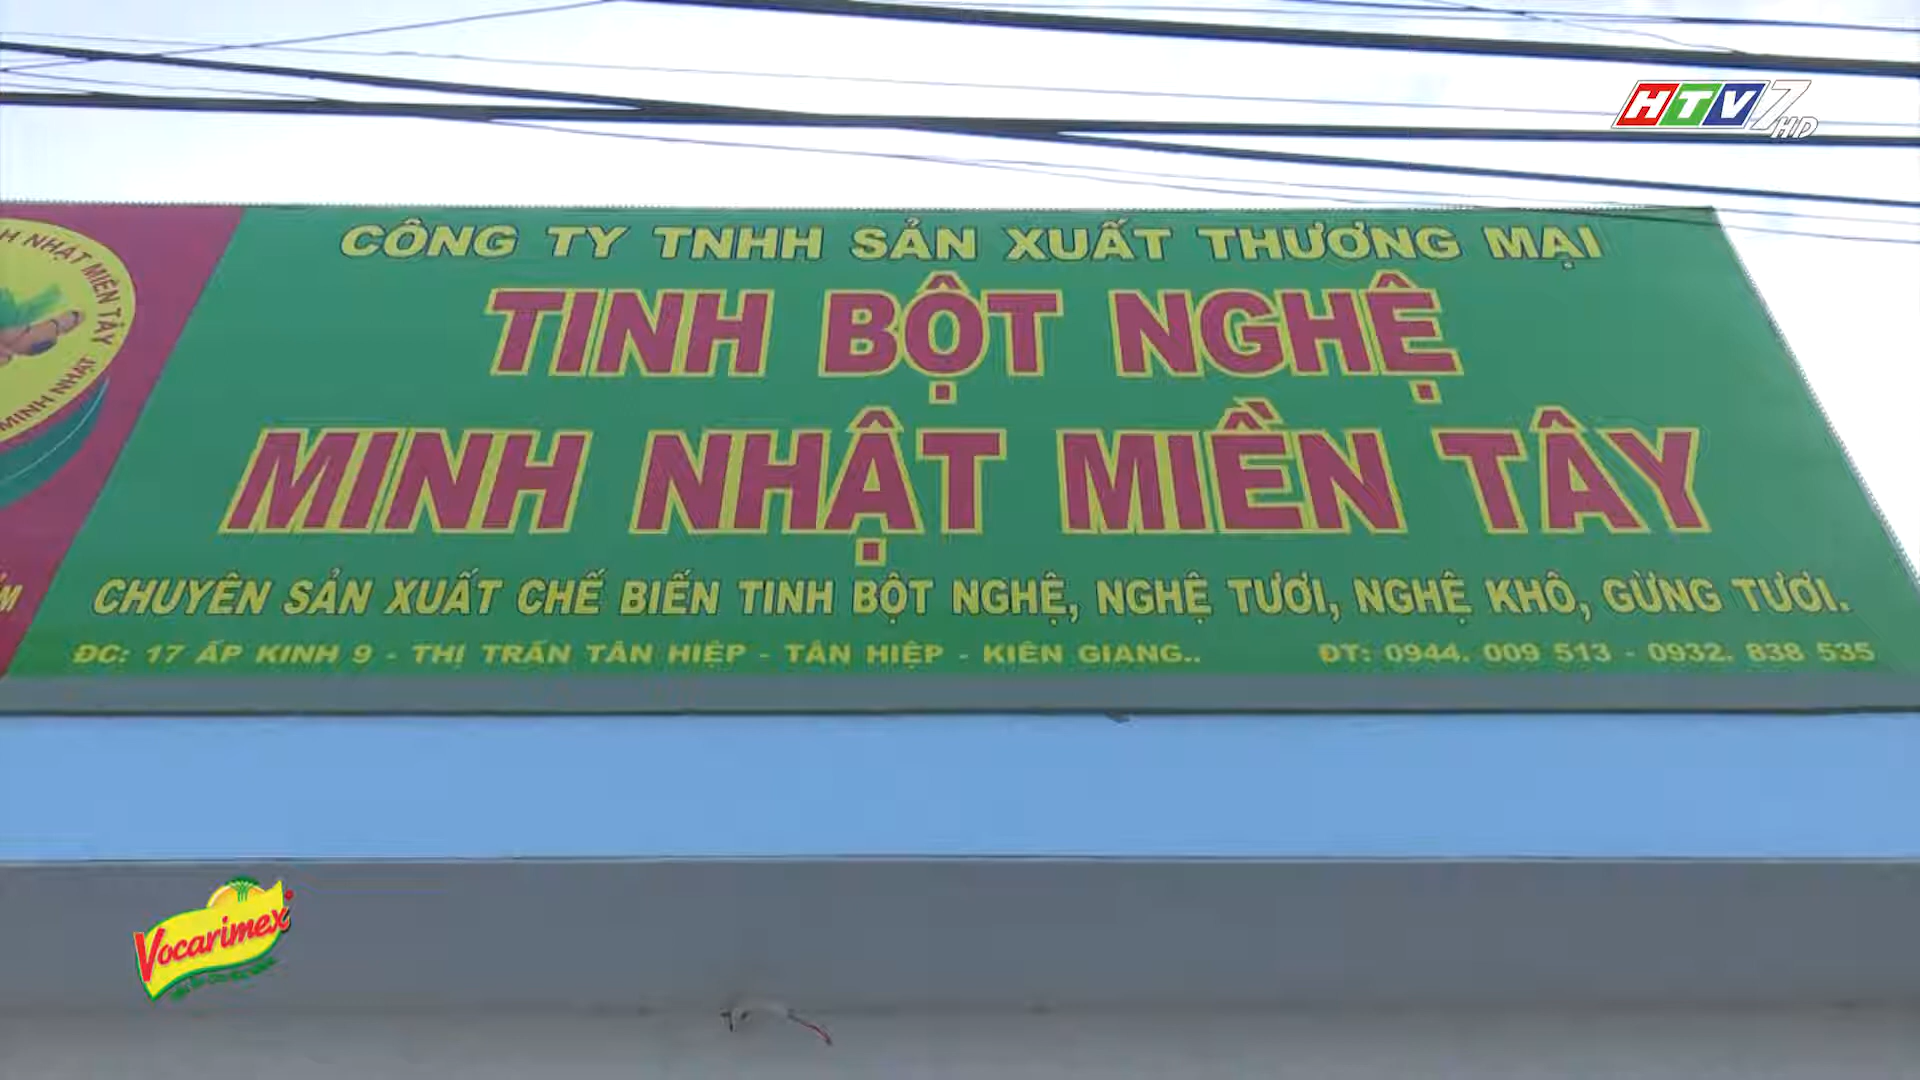 HTV7 HD
CÔNG TY TNHH SẢN XUẤT THƯƠNG MẠI
TINH BỘT NGHỆ
MINH NHẬT MIỀN TÂY
CHUYÊN SẢN XUẤT CHẾ BIẾN TINH BỘT NGHỆ, NGHỆ TƯƠI, NGHỆ KHÔ, GỪNG TƯƠI.
ĐC: 17 ẤP KINH 9 - THỊ TRẤN TÂN HIỆP - TÂN HIỆP - KIÊN GIANG.. ĐT: 0944. 009 513 - 0932. 838 535
NHẬT MIỀN TÂY
MINH NHẬT
Vocarimex